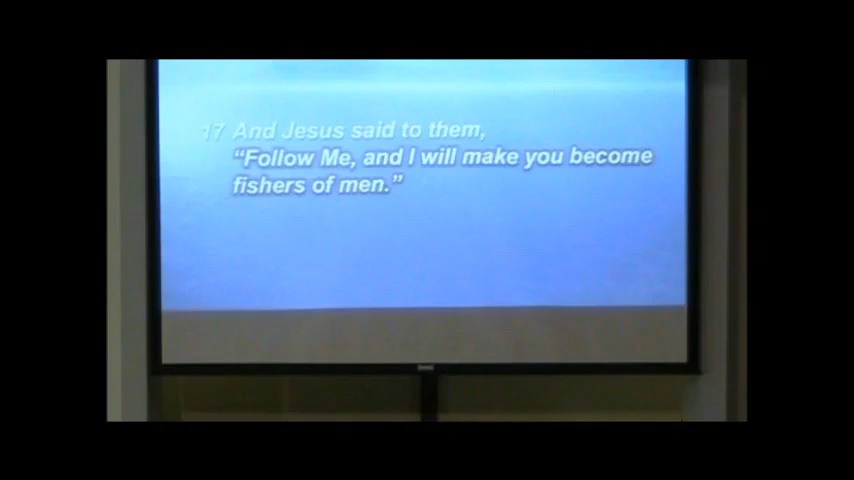 17 And Jesus said to them,
“Follow Me, and I will make you become
fishers of men.”